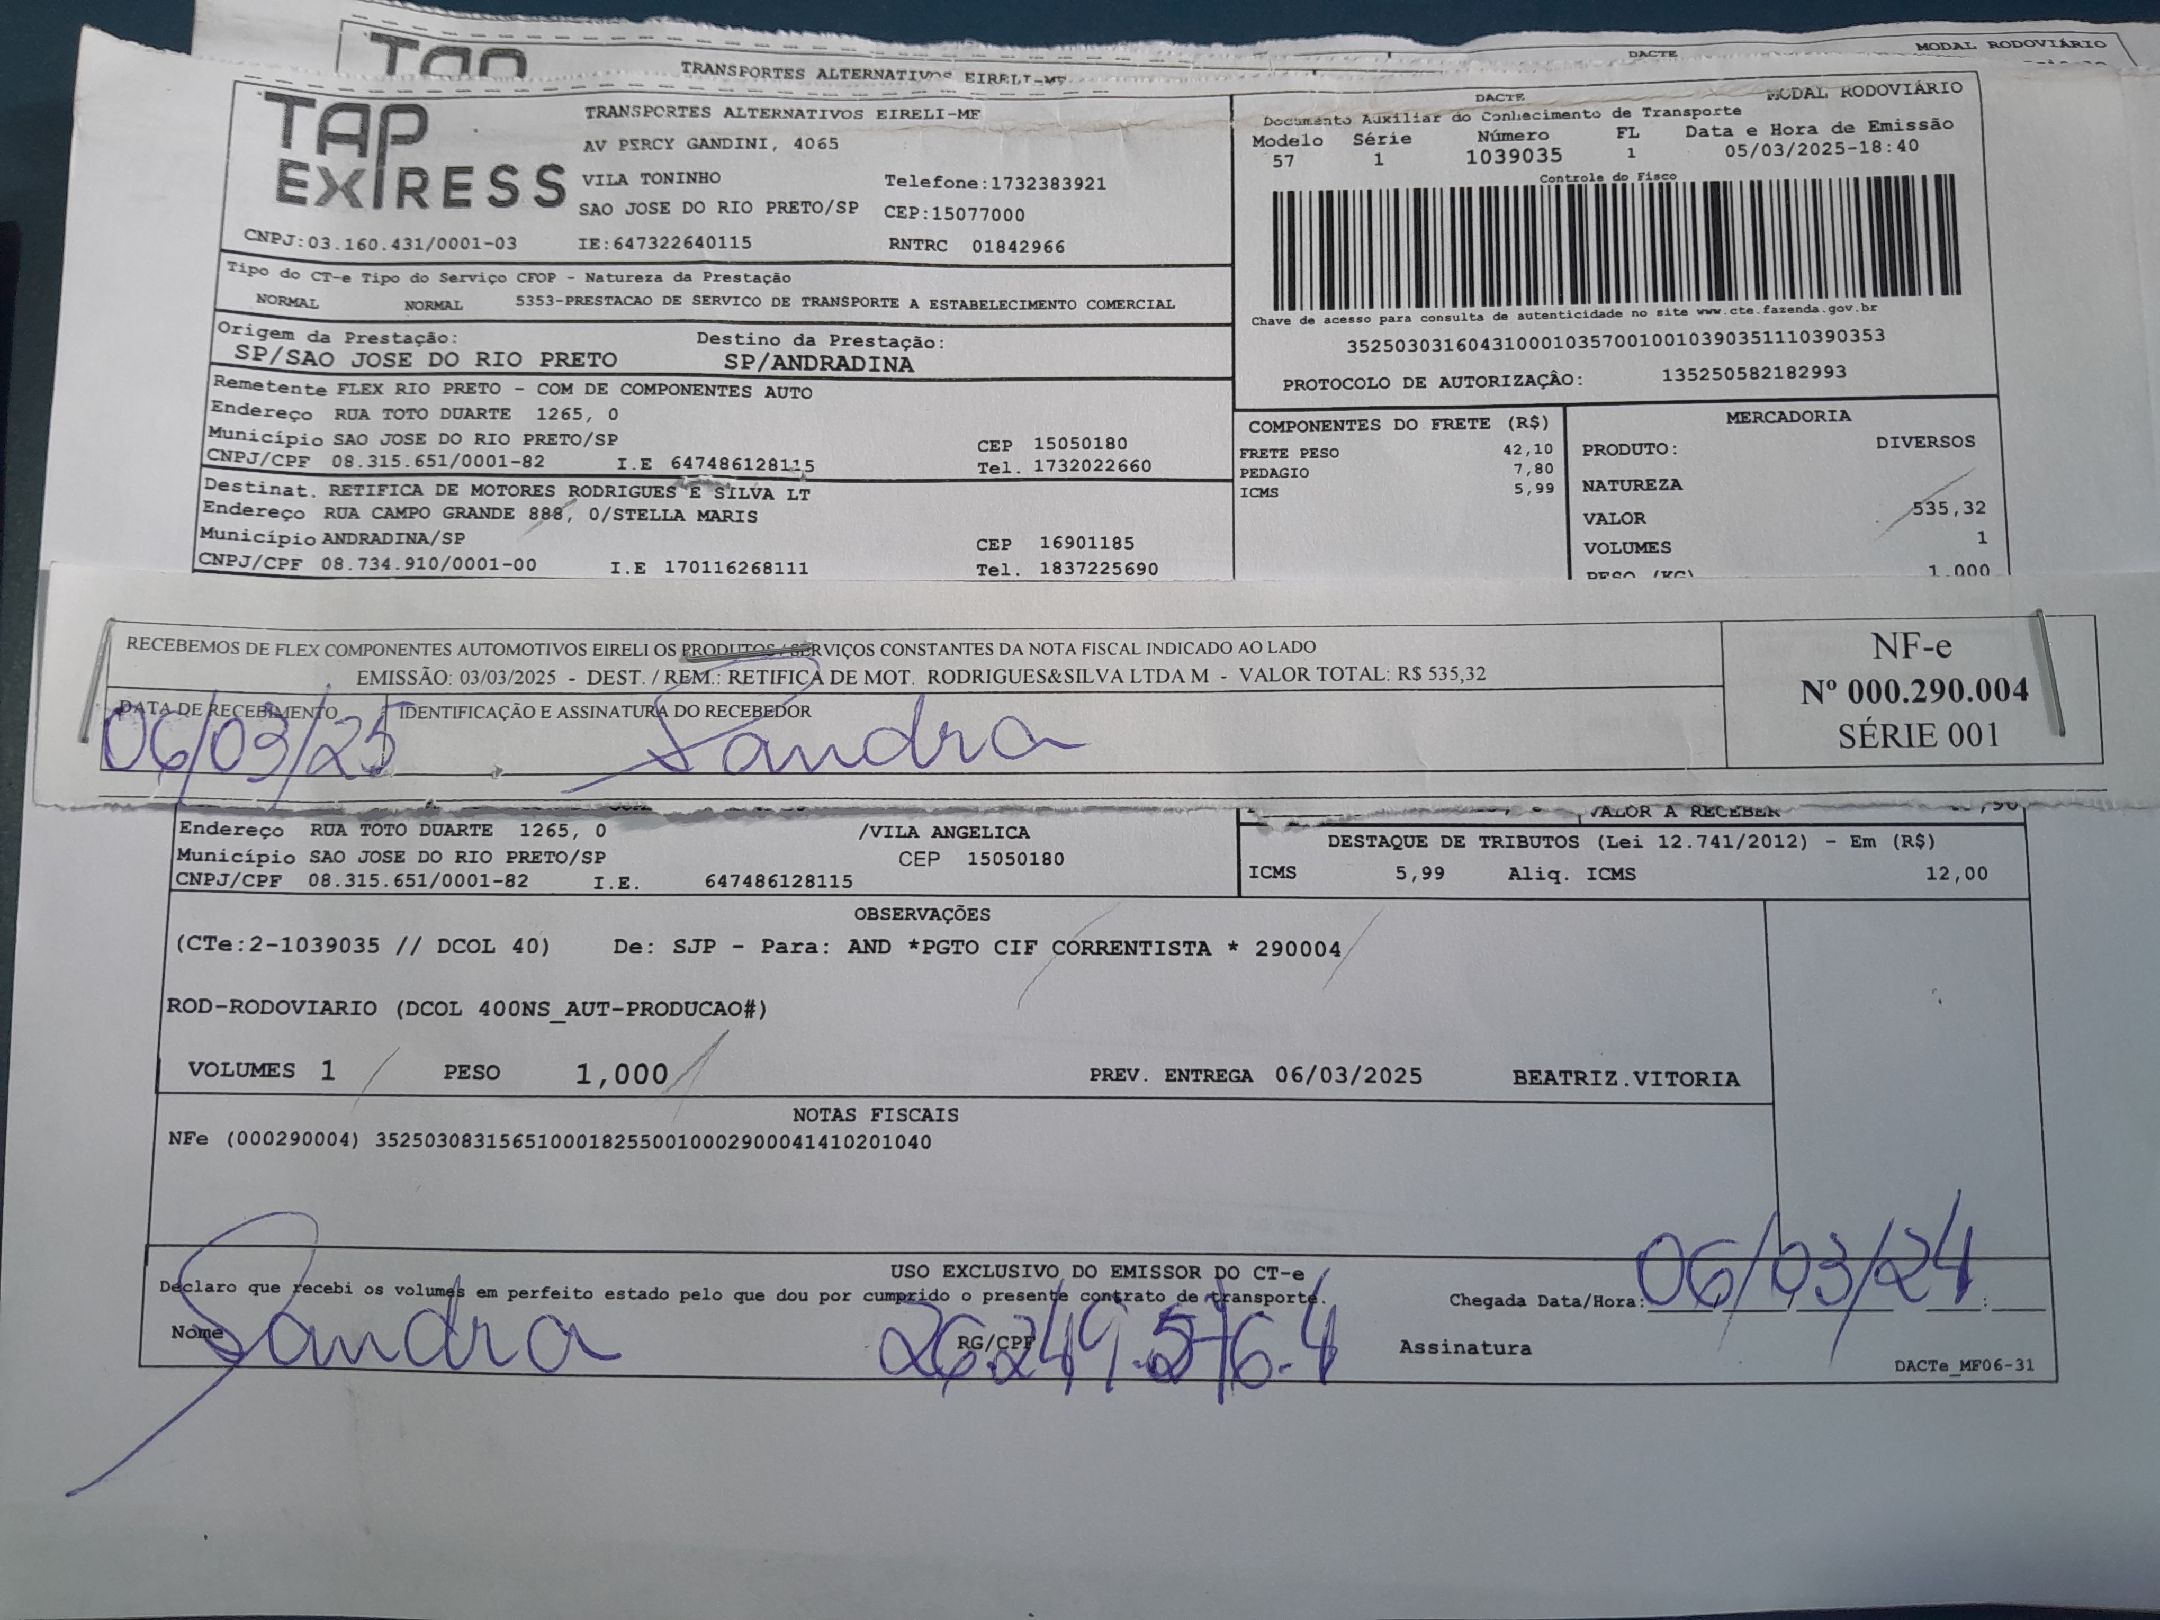 TAP
TRANSPORTES ALTERNATIVOS EIRELI-ME
DACTE
MODAL RODOVIÁRIO
TAP EXPRESS
TRANSPORTES ALTERNATIVOS EIRELI-ME
AV PERCY GANDINI, 4065
VILA TONINHO Telefone:1732383921
SAO JOSE DO RIO PRETO/SP CEP:15077000
CNPJ:03.160.431/0001-03 IE:647322640115 RNTRC 01842966
DACTE MODAL RODOVIÁRIO
Documento Auxiliar do Conhecimento de Transporte
Modelo Série Número FL Data e Hora de Emissão
57 1 1039035 1 05/03/2025-18:40
Controle do Fisco
Chave de acesso para consulta de autenticidade no site www.cte.fazenda.gov.br
35250303160431000103570010010390351110390353
PROTOCOLO DE AUTORIZAÇÂO: 135250582182993
Tipo do CT-e Tipo do Serviço CFOP - Natureza da Prestação
NORMAL NORMAL 5353-PRESTACAO DE SERVICO DE TRANSPORTE A ESTABELECIMENTO COMERCIAL
Origem da Prestação: Destino da Prestação:
SP/SAO JOSE DO RIO PRETO SP/ANDRADINA
Remetente FLEX RIO PRETO - COM DE COMPONENTES AUTO
Endereço RUA TOTO DUARTE 1265, 0
Município SAO JOSE DO RIO PRETO/SP CEP 15050180
CNPJ/CPF 08.315.651/0001-82 I.E 647486128115 Tel. 1732022660
Destinat. RETIFICA DE MOTORES RODRIGUES E SILVA LT
Endereço RUA CAMPO GRANDE 888, 0/STELLA MARIS
Município ANDRADINA/SP CEP 16901185
CNPJ/CPF 08.734.910/0001-00 I.E 170116268111 Tel. 1837225690
COMPONENTES DO FRETE (R$)
FRETE PESO 42,10
PEDAGIO 7,80
ICMS 5,99
MERCADORIA
PRODUTO: DIVERSOS
NATUREZA
VALOR 535,32
VOLUMES 1
PESO (KG) 1.000
RECEBEMOS DE FLEX COMPONENTES AUTOMOTIVOS EIRELI OS PRODUTOS / SERVIÇOS CONSTANTES DA NOTA FISCAL INDICADO AO LADO
EMISSÃO: 03/03/2025 - DEST. / REM.: RETIFICA DE MOT. RODRIGUES&SILVA LTDA M - VALOR TOTAL: R$ 535,32
DATA DE RECEBIMENTO IDENTIFICAÇÃO E ASSINATURA DO RECEBEDOR
06/03/25 Sandra
NF-e
Nº 000.290.004
SÉRIE 001
VALOR A RECEBER
Endereço RUA TOTO DUARTE 1265, 0 /VILA ANGELICA
Município SAO JOSE DO RIO PRETO/SP CEP 15050180
CNPJ/CPF 08.315.651/0001-82 I.E. 647486128115
DESTAQUE DE TRIBUTOS (Lei 12.741/2012) - Em (R$)
ICMS 5,99 Aliq. ICMS 12,00
OBSERVAÇÕES
(CTe:2-1039035 // DCOL 40) De: SJP - Para: AND *PGTO CIF CORRENTISTA * 290004
ROD-RODOVIARIO (DCOL 400NS_AUT-PRODUCAO#)
VOLUMES 1 PESO 1,000 PREV. ENTREGA 06/03/2025 BEATRIZ.VITORIA
NOTAS FISCAIS
NFe (000290004) 35250308315651000182550010002900041410201040
USO EXCLUSIVO DO EMISSOR DO CT-e
Declaro que recebi os volumes em perfeito estado pelo que dou por cumprido o presente contrato de transporte.
Chegada Data/Hora: 06/03/24
Nome Sandra RG/CPF 26.249.576.4 Assinatura
DACTe_MF06-31